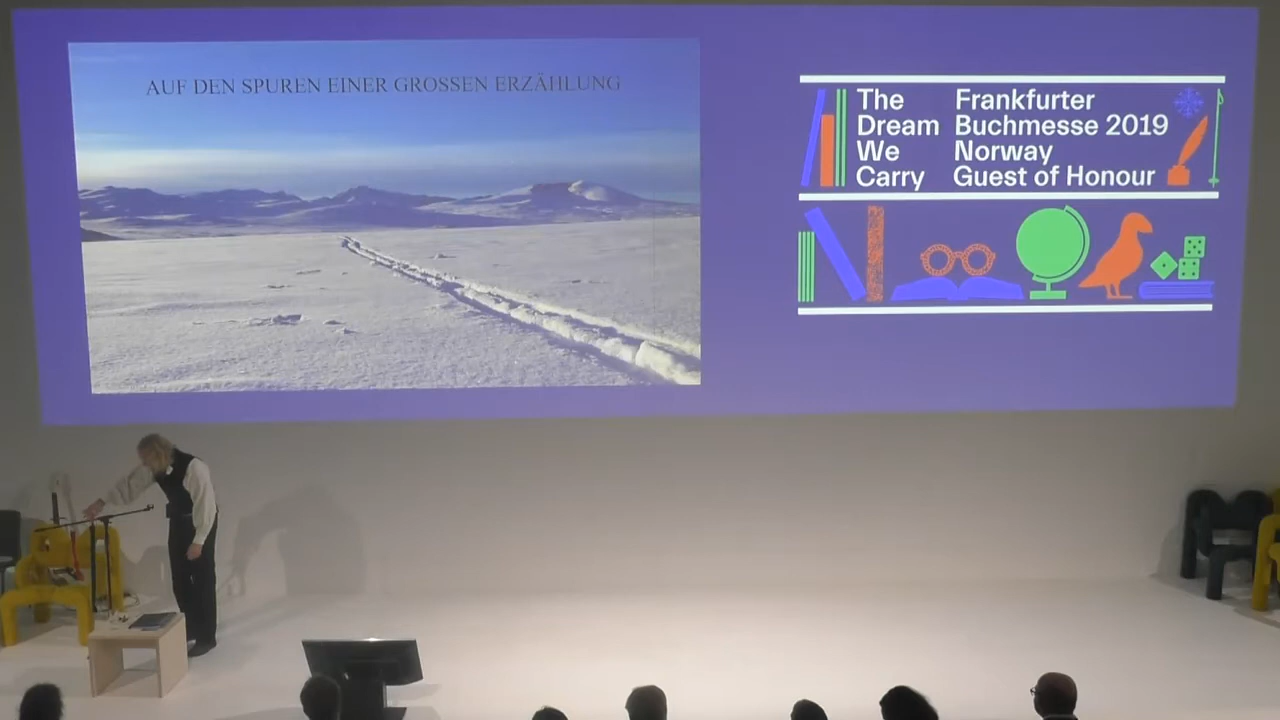 AUF DEN SPUREN EINER GROSSEN ERZÄHLUNG
The
Dream
We
Carry
Frankfurter
Buchmesse 2019
Norway
Guest of Honour